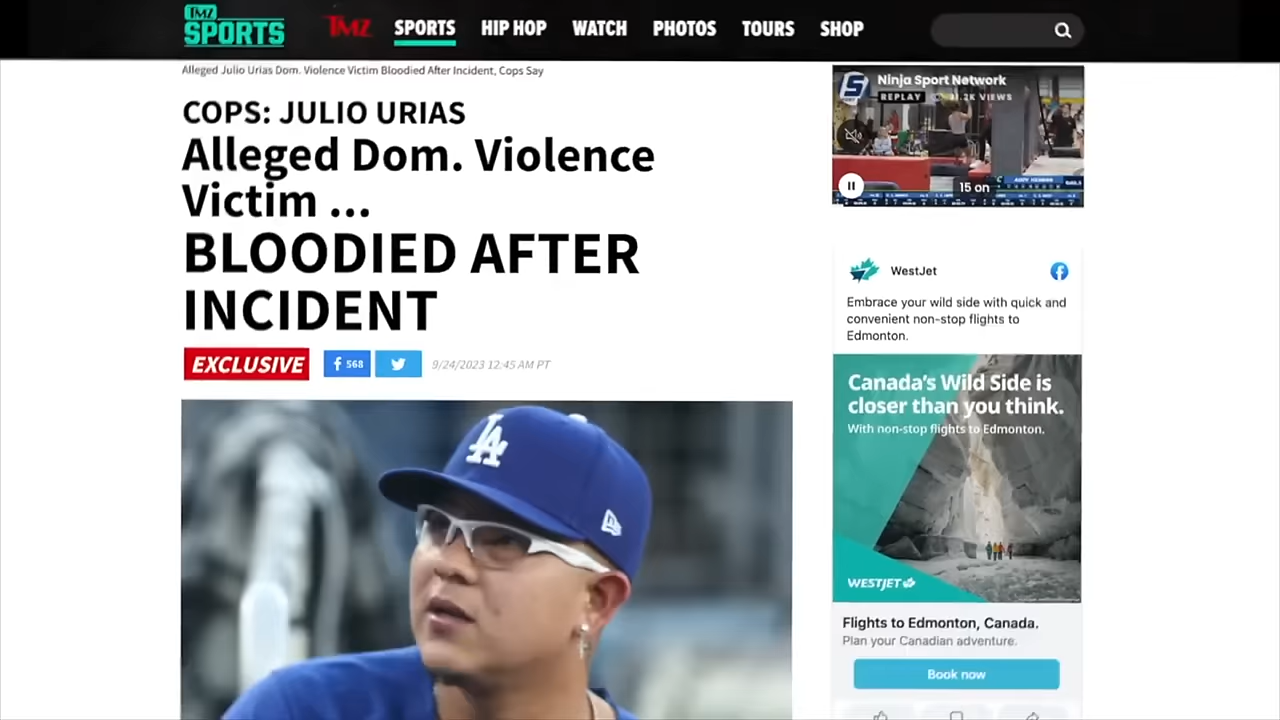 TMZ
SPORTS
TMZ
SPORTS
HIP HOP
WATCH
PHOTOS
TOURS
SHOP
Alleged Julio Urias Dom. Violence Victim Bloodied After Incident, Cops Say
COPS: JULIO URIAS
Alleged Dom. Violence
Victim ...
BLOODIED AFTER
INCIDENT
EXCLUSIVE
f 568
9/24/2023 12:45 AM PT
LA
Ninja Sport Network
REPLAY
VIEWS
15 on
WestJet
Embrace your wild side with quick and
convenient non-stop flights to
Edmonton.
Canada's Wild Side is
closer than you think.
With non-stop flights to Edmonton.
WESTJET
Flights to Edmonton, Canada.
Plan your Canadian adventure.
Book now